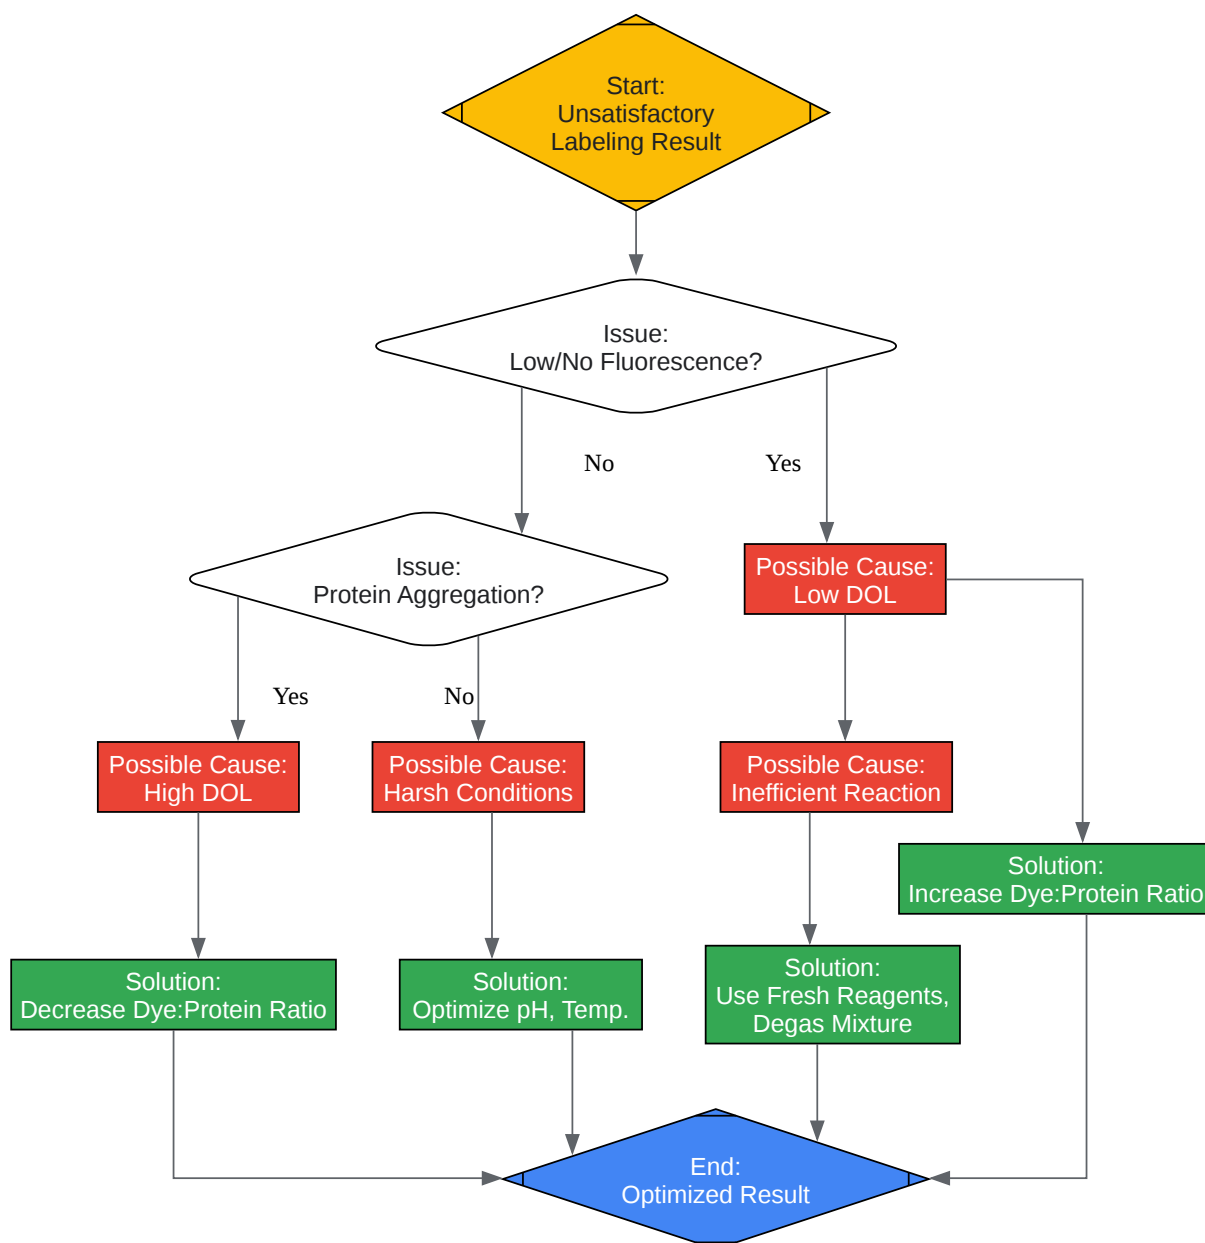 Start:
Unsatisfactory
Labeling Result
Issue:
Low/No Fluorescence?
No
Yes
Issue:
Protein Aggregation?
Possible Cause:
Low DOL
Yes
No
Possible Cause:
High DOL
Possible Cause:
Harsh Conditions
Possible Cause:
Inefficient Reaction
Solution:
Increase Dye:Protein Ratio
Solution:
Decrease Dye:Protein Ratio
Solution:
Optimize pH, Temp.
Solution:
Use Fresh Reagents,
Degas Mixture
End:
Optimized Result